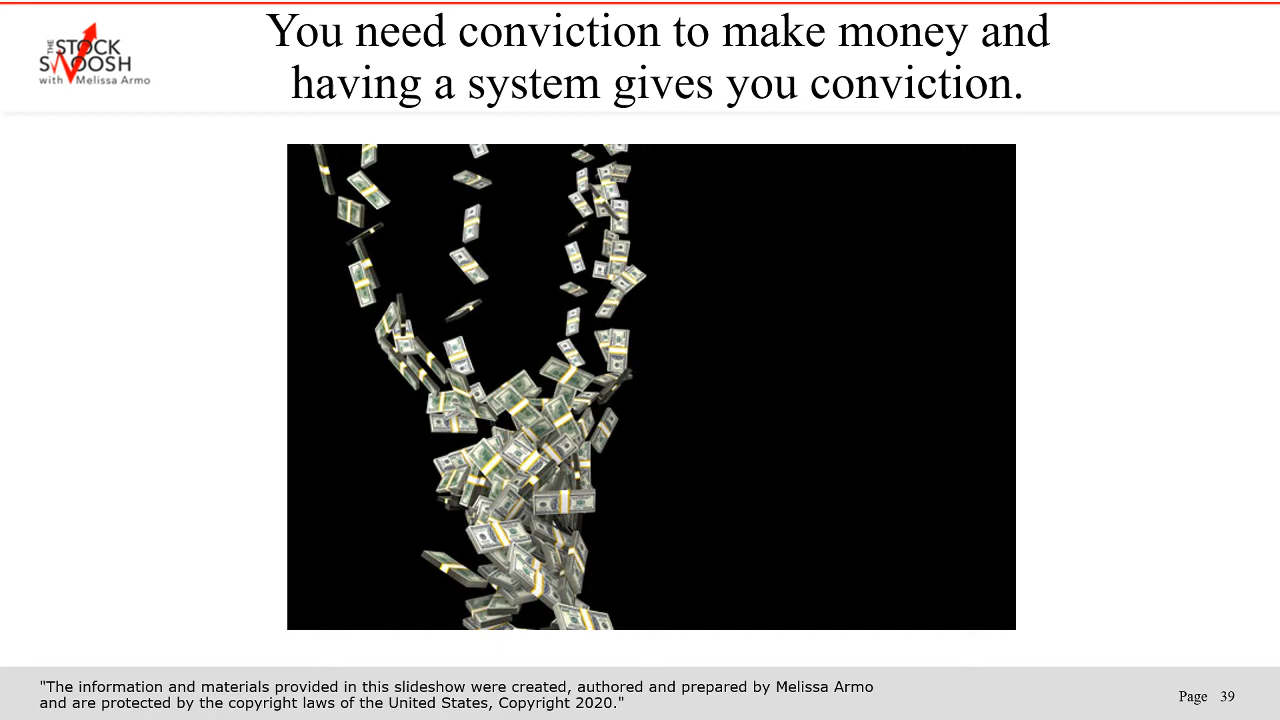 THE
STOCK
SWOOSH
with Melissa Armo
You need conviction to make money and
having a system gives you conviction.
"The information and materials provided in this slideshow were created, authored and prepared by Melissa Armo
and are protected by the copyright laws of the United States, Copyright 2020."
Page 39